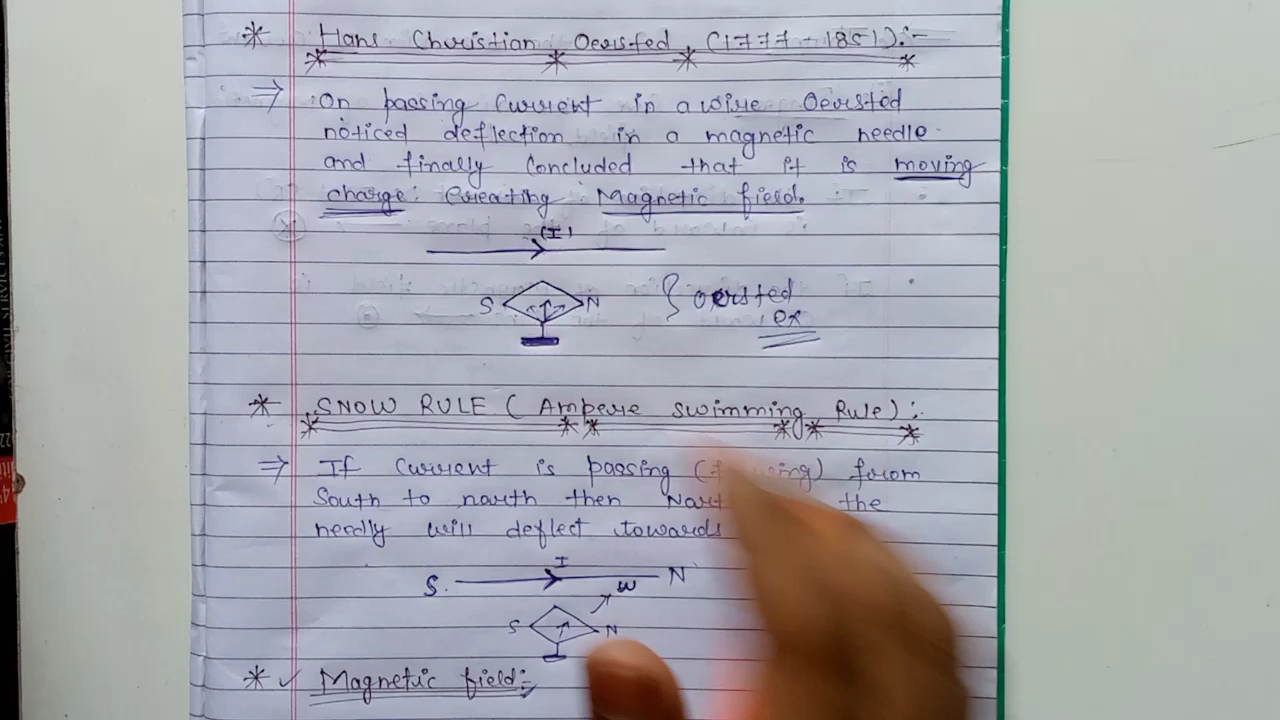 * Hans Christian Oersted (1777-1851):-
⇒ On passing current in a wire Oersted
noticed deflection in a magnetic needle
and finally concluded that it is moving
charge creating Magnetic field.
(I)
S N } oersted
ex
* SNOW RULE (Ampere swimming Rule):
⇒ If current is passing from
South to narth then the
needly will deflect towards
I
S. N
W
S N
* ✓ Magnetic field:-